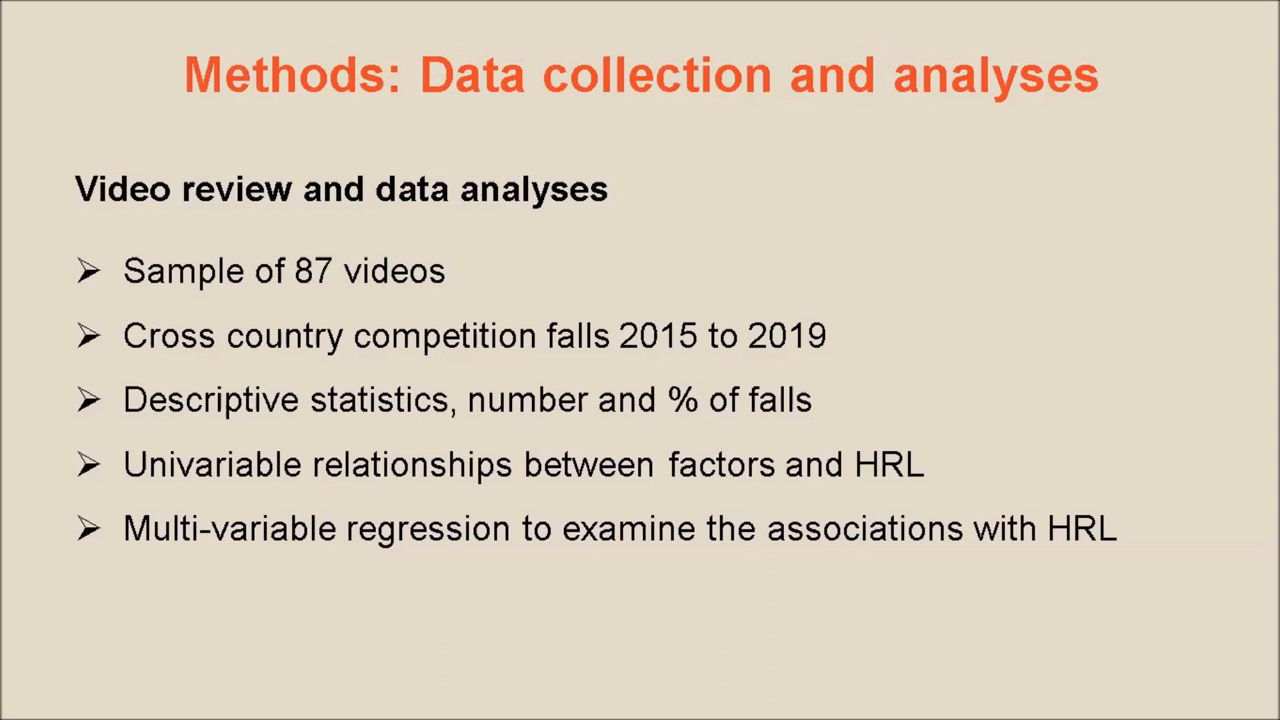 Methods: Data collection and analyses
Video review and data analyses
➢ Sample of 87 videos
➢ Cross country competition falls 2015 to 2019
➢ Descriptive statistics, number and % of falls
➢ Univariable relationships between factors and HRL
➢ Multi-variable regression to examine the associations with HRL